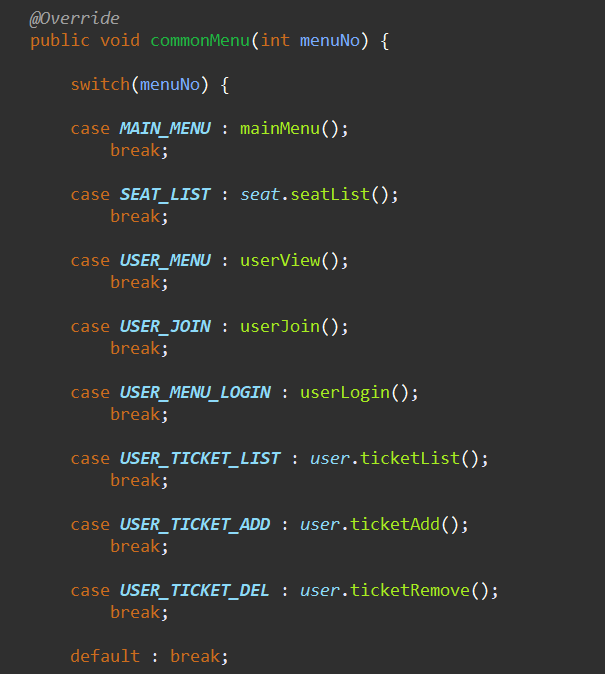 @Override
public void commonMenu(int menuNo) {
switch(menuNo) {
case MAIN_MENU : mainMenu();
break;
case SEAT_LIST : seat.seatList();
break;
case USER_MENU : userView();
break;
case USER_JOIN : userJoin();
break;
case USER_MENU_LOGIN : userLogin();
break;
case USER_TICKET_LIST : user.ticketList();
break;
case USER_TICKET_ADD : user.ticketAdd();
break;
case USER_TICKET_DEL : user.ticketRemove();
break;
default : break;